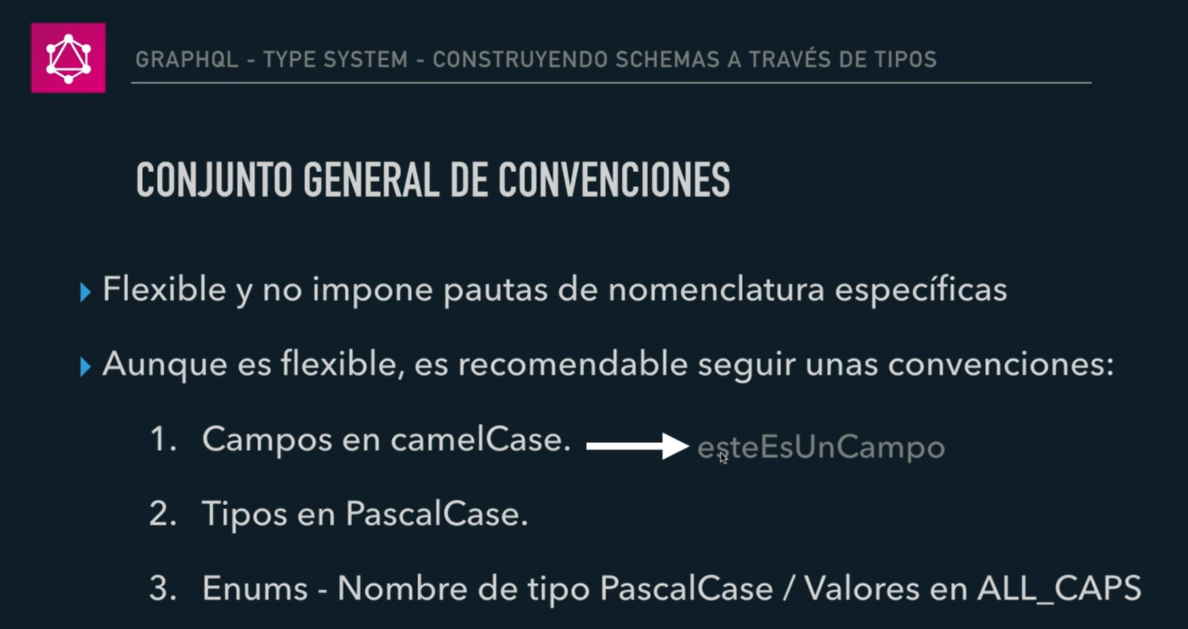 GRAPHQL - TYPE SYSTEM - CONSTRUYENDO SCHEMAS A TRAVÉS DE TIPOS
CONJUNTO GENERAL DE CONVENCIONES
Flexible y no impone pautas de nomenclatura específicas
Aunque es flexible, es recomendable seguir unas convenciones:
1. Campos en camelCase. esteEsUnCampo
2. Tipos en PascalCase.
3. Enums - Nombre de tipo PascalCase / Valores en ALL_CAPS